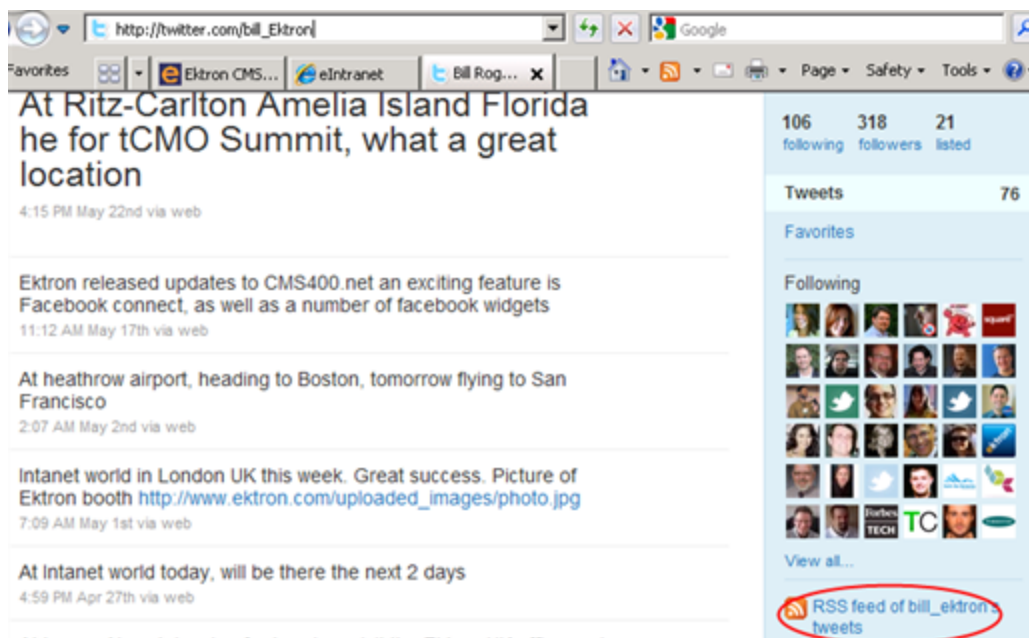 http://twitter.com/bill_Ektron
Google
Favorites
Ektron CMS...
eIntranet
Bill Rog...
Page
Safety
Tools
At Ritz-Carlton Amelia Island Florida
he for tCMO Summit, what a great
location
4:15 PM May 22nd via web
Ektron released updates to CMS400.net an exciting feature is
Facebook connect, as well as a number of facebook widgets
11:12 AM May 17th via web
At heathrow airport, heading to Boston, tomorrow flying to San
Francisco
2:07 AM May 2nd via web
Intanet world in London UK this week. Great success. Picture of
Ektron booth http://www.ektron.com/uploaded_images/photo.jpg
7:09 AM May 1st via web
At Intanet world today, will be there the next 2 days
4:59 PM Apr 27th via web
106 318 21
following followers listed
Tweets 76
Favorites
Following
Forbes
TECH
TC
View all...
RSS feed of bill_ektron's
tweets